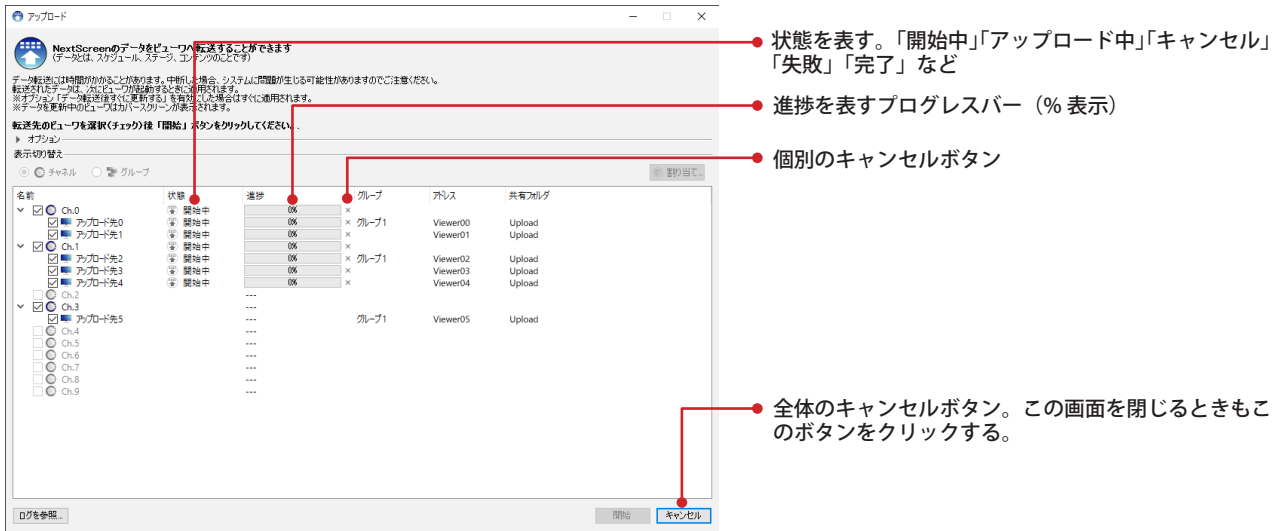 アップロード
NextScreenのデータをビューワへ転送することができます
(データとは、スケジュール、ステージ、コンテンツのことです)
データ転送には時間がかかることがあります。中断した場合、システムに問題が生じる可能性がありますのでご注意ください。
転送されたデータは、次にビューワが起動するときに適用されます。
※オプション「データ転送後すぐに更新する」を有効にした場合はすぐに適用されます。
※データを更新中のビューワはカバースクリーンが表示されます。
転送先のビューワを選択(チェック)後「開始」ボタンをクリックしてください。.
オプション
表示切り替え
チャネル グループ 割り当て...
名前 状態 進捗 グループ アドレス 共有フォルダ
Ch.0 開始中 0% ×
アップロード先0 開始中 0% × グループ1 Viewer00 Upload
アップロード先1 開始中 0% × Viewer01 Upload
Ch.1 開始中 0% ×
アップロード先2 開始中 0% × グループ1 Viewer02 Upload
アップロード先3 開始中 0% × Viewer03 Upload
アップロード先4 開始中 0% × Viewer04 Upload
Ch.2 ---
Ch.3 ---
アップロード先5 --- グループ1 Viewer05 Upload
Ch.4 ---
Ch.5 ---
Ch.6 ---
Ch.7 ---
Ch.8 ---
Ch.9 ---
ログを参照... 開始 キャンセル
状態を表す。「開始中」「アップロード中」「キャンセル」
「失敗」「完了」など
進捗を表すプログレスバー（% 表示）
個別のキャンセルボタン
全体のキャンセルボタン。この画面を閉じるときもこ
のボタンをクリックする。